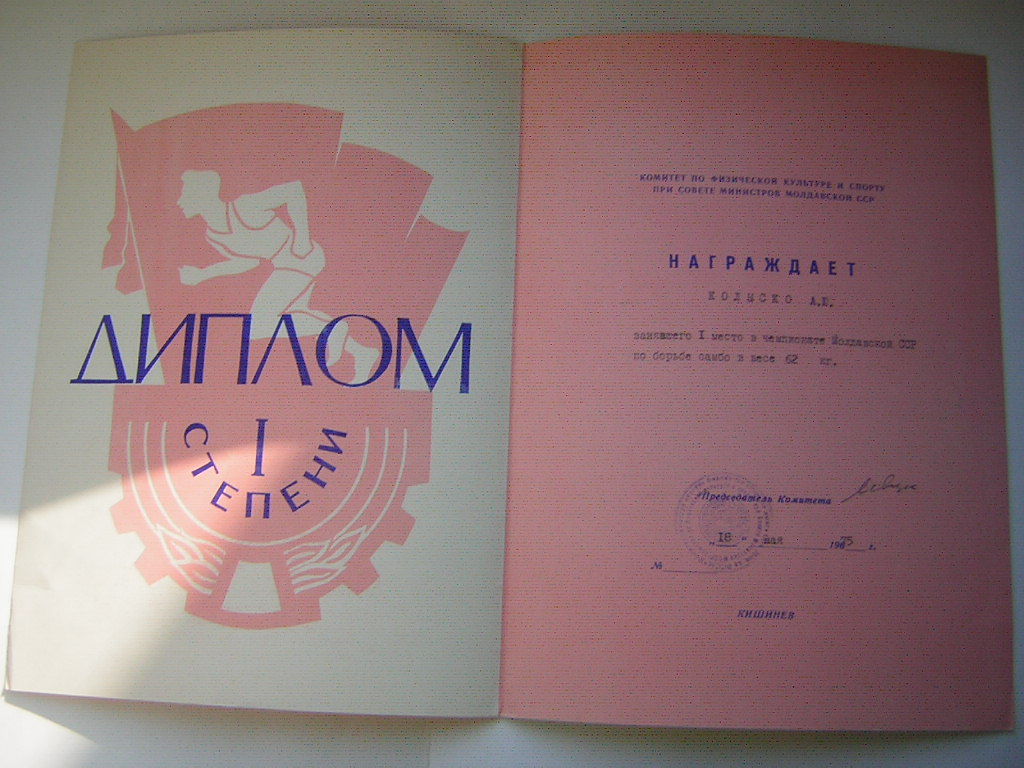 ДИПЛОМ
I
СТЕПЕНИ
КОМИТЕТ ПО ФИЗИЧЕСКОЙ КУЛЬТУРЕ И СПОРТУ
ПРИ СОВЕТЕ МИНИСТРОВ МОЛДАВСКОЙ ССР
НАГРАЖДАЕТ
А.И.
занявшего I место в чемпионате Молдавской ССР
по борьбе самбо в весе 62 кг.
Председатель Комитета
„18 " мая 1975 г.
№
КИШИНЕВ